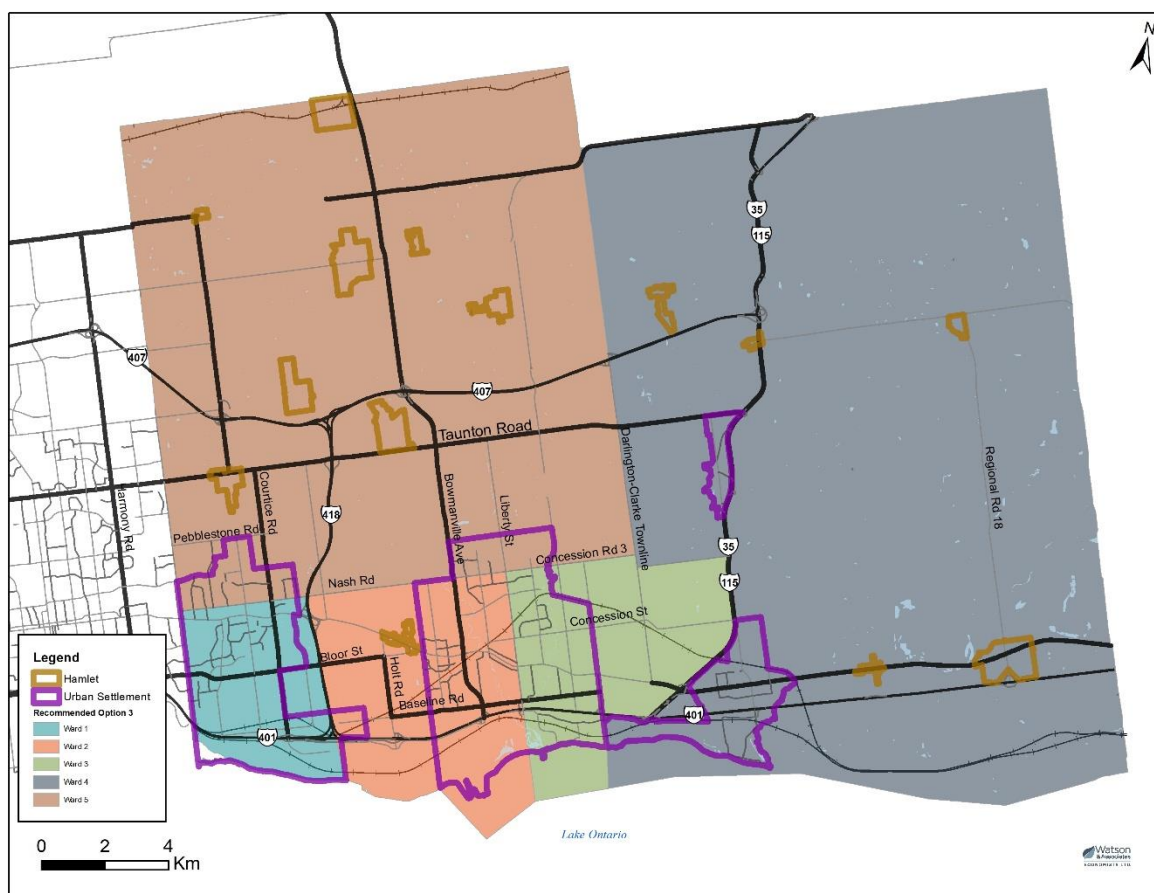 N
35
115
407
407
Taunton Road
Harmony Rd
Courtice Rd
418
Bowmanville Ave
Liberty St
Darlington-Clarke Townline
Regional Rd 18
Pebblestone Rd
Nash Rd
Concession Rd 3
35
115
Concession St
Bloor St
Holt Rd
Baseline Rd
401
401
Legend
Hamlet
Urban Settlement
Recommended Option 3
Ward 1
Ward 2
Ward 3
Ward 4
Ward 5
0 2 4
Km
Lake Ontario
Watson
& Associates
ECONOMISTS LTD.